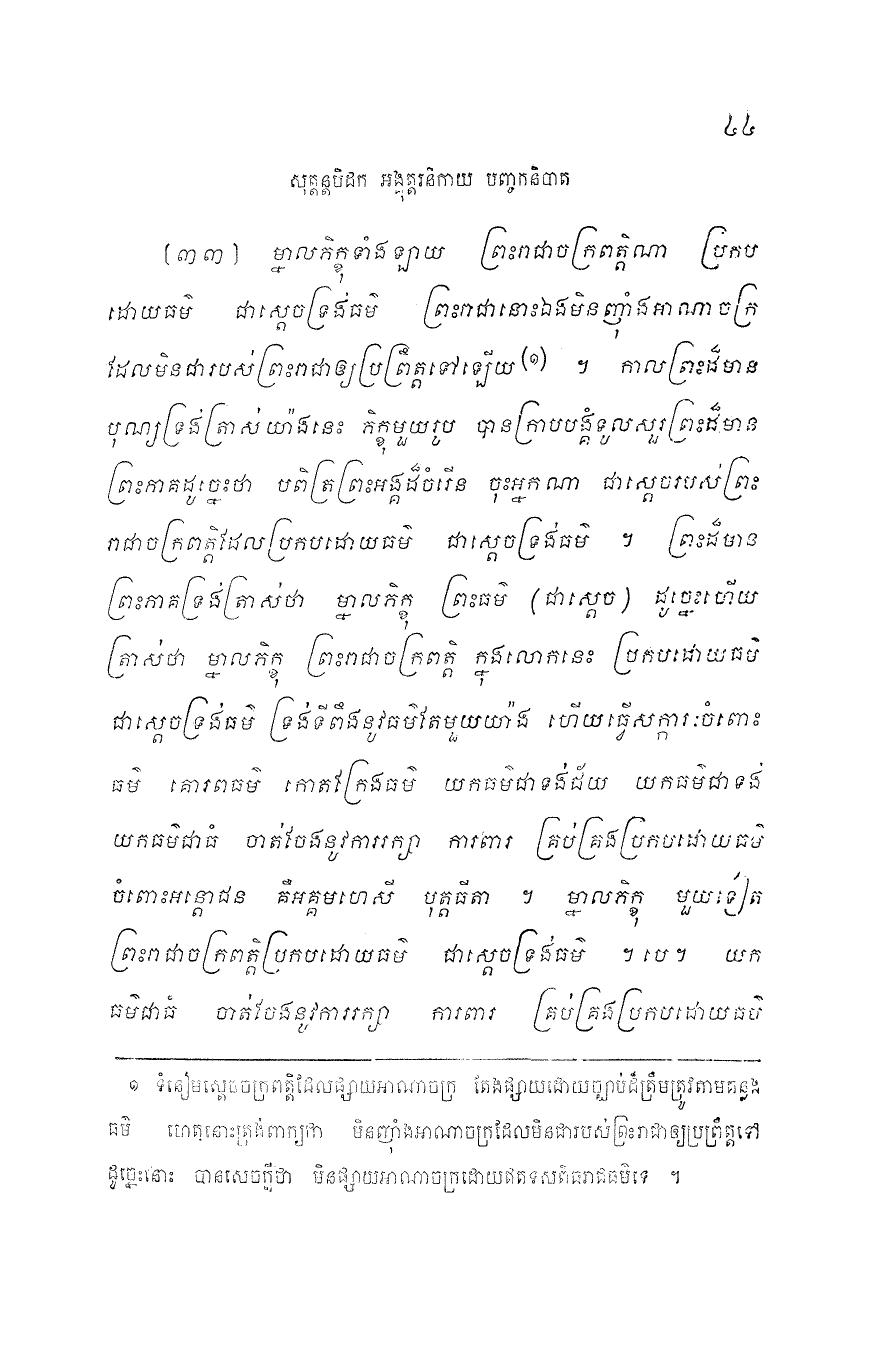 ៤៤
សុត្តន្តបិដក អង្គុត្តរនិកាយ បញ្ចកនិបាត
(៣៣) ម្នាលភិក្ខុទាំងឡាយ ព្រះរាជាចក្រពត្តិណា ប្រកប
ដោយធម៌ ជាស្តេចទ្រង់ធម៌ ព្រះរាជានោះឯងមិនញុំាងអាណាចក្រ
ដែលមិនជារបស់ព្រះរាជាឲ្យប្រព្រឹត្តទៅឡើយ(១) ។ កាលព្រះដ៏មាន
បុណ្យទ្រង់ត្រាស់យ៉ាងនេះ ភិក្ខុមួយរូប បានក្រាបបង្គំទូលសួរព្រះដ៏មាន
ព្រះភាគដូច្នេះថា បពិត្រព្រះអង្គដ៏ចំរើន ចុះអ្នកណា ជាស្តេចរបស់ព្រះ
រាជាចក្រពត្តិដែលប្រកបដោយធម៌ ជាស្តេចទ្រង់ធម៌ ។ ព្រះដ៏មាន
ព្រះភាគទ្រង់ត្រាស់ថា ម្នាលភិក្ខុ ព្រះធម៌ (ជាស្តេច) ដូច្នេះហើយ
ត្រាស់ថា ម្នាលភិក្ខុ ព្រះរាជាចក្រពត្តិ ក្នុងលោកនេះ ប្រកបដោយធម៌
ជាស្តេចទ្រង់ធម៌ ទ្រង់ទីពឹងនូវធម៌តែមួយយ៉ាង ហើយធ្វើសក្ការៈចំពោះ
ធម៌ គោរពធម៌ កោតក្រែងធម៌ យកធម៌ជាទង់ជ័យ យកធម៌ជាទង់
យកធម៌ជាធំ ចាត់ចែងនូវការរក្សា ការពារ គ្រប់គ្រងប្រកបដោយធម៌
ចំពោះអន្តោជន គឺអគ្គមហេសី បុត្តធីតា ។ ម្នាលភិក្ខុ មួយទៀត
ព្រះរាជាចក្រពត្តិប្រកបដោយធម៌ ជាស្តេចទ្រង់ធម៌ ។ បេ ។ យក
ធម៌ជាធំ ចាត់ចែងនូវការរក្សា ការពារ គ្រប់គ្រងប្រកបដោយធម៌
១ ទំនៀមស្តេចចក្រពត្តិដែលផ្សាយអាណាចក្រ តែងផ្សាយដោយច្បាប់ដ៏ត្រឹមត្រូវតាមគន្លង
ធម៌ ហេតុនោះត្រង់ពាក្យថា មិនញុំាងអាណាចក្រដែលមិនជារបស់ព្រះរាជាឲ្យប្រព្រឹត្តទៅ
ដូច្នេះនោះ បានសេចក្តីថា មិនផ្សាយអាណាចក្រដោយឥតទសពិធរាជធម៌ទេ ។